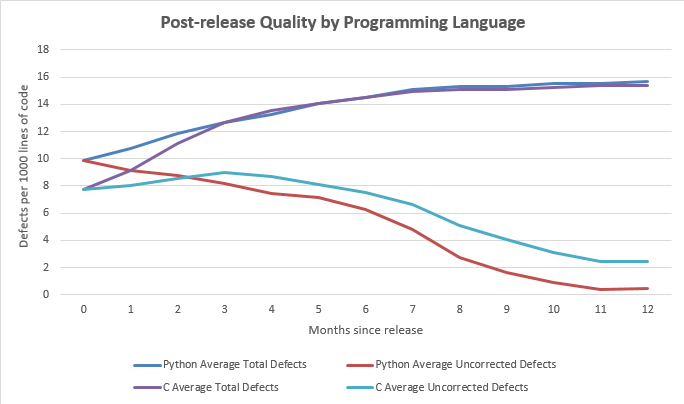 Post-release Quality by Programming Language
18
16
14
12
10
8
6
4
2
0
Defects per 1000 lines of code
0 1 2 3 4 5 6 7 8 9 10 11 12
Months since release
Python Average Total Defects Python Average Uncorrected Defects
C Average Total Defects C Average Uncorrected Defects